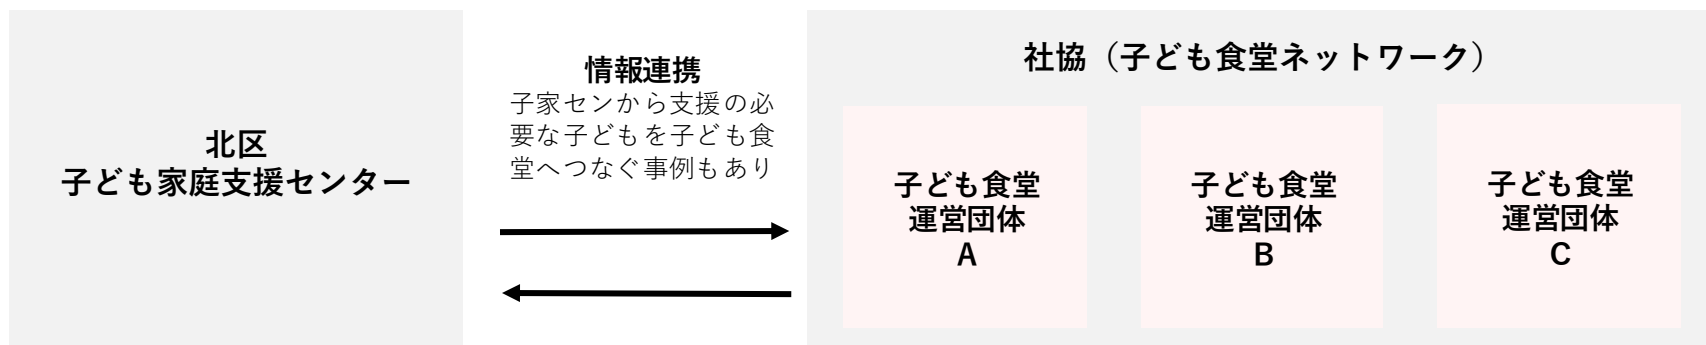 北区
子ども家庭支援センター
情報連携
子家センから支援の必
要な子どもを子ども食
堂へつなぐ事例もあり
社協（子ども食堂ネットワーク）
子ども食堂
運営団体
A
子ども食堂
運営団体
B
子ども食堂
運営団体
C